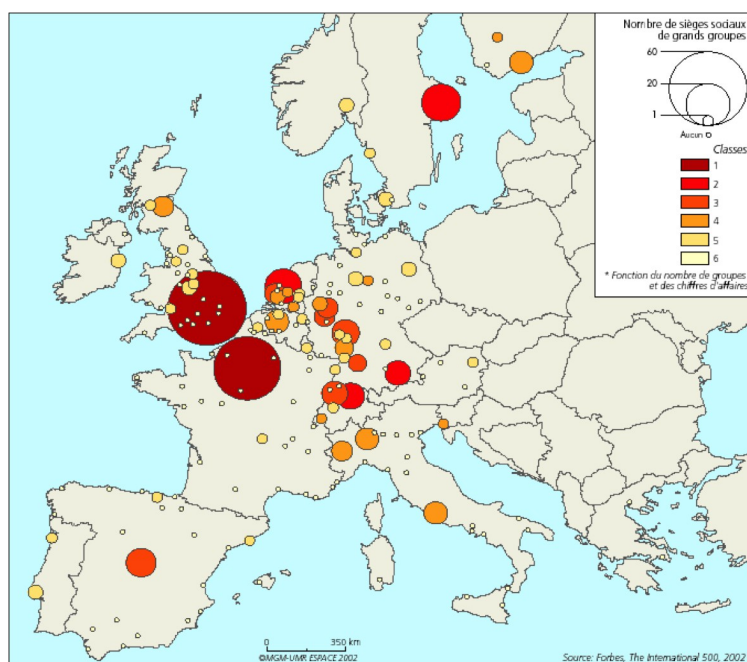 Nombre de sièges sociaux
de grands groupes
60
20
1
Aucun
Classes
1
2
3
4
5
6
* Fonction du nombre de groupes
et des chiffres d'affaires
0 350 km
©MGM-UMR ESPACE 2002
Source: Forbes, The International 500, 2002